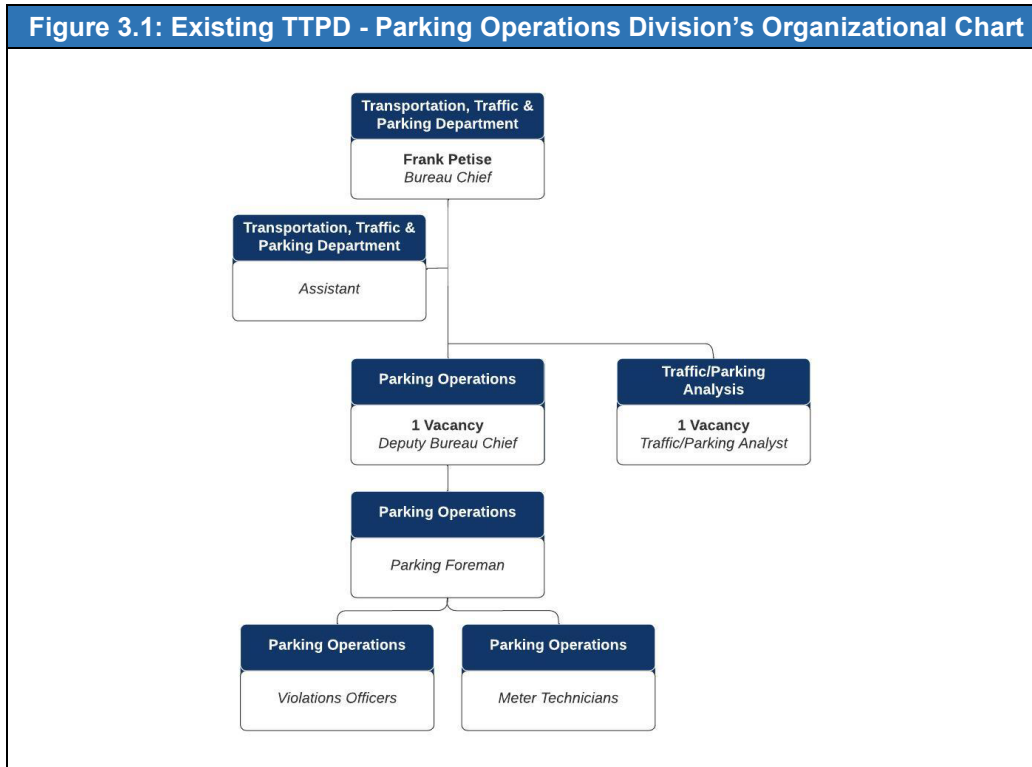 Figure 3.1: Existing TTPD - Parking Operations Division's Organizational Chart
Transportation, Traffic &
Parking Department
Frank Petise
Bureau Chief
Transportation, Traffic &
Parking Department
Assistant
Parking Operations
1 Vacancy
Deputy Bureau Chief
Traffic/Parking
Analysis
1 Vacancy
Traffic/Parking Analyst
Parking Operations
Parking Foreman
Parking Operations
Violations Officers
Parking Operations
Meter Technicians